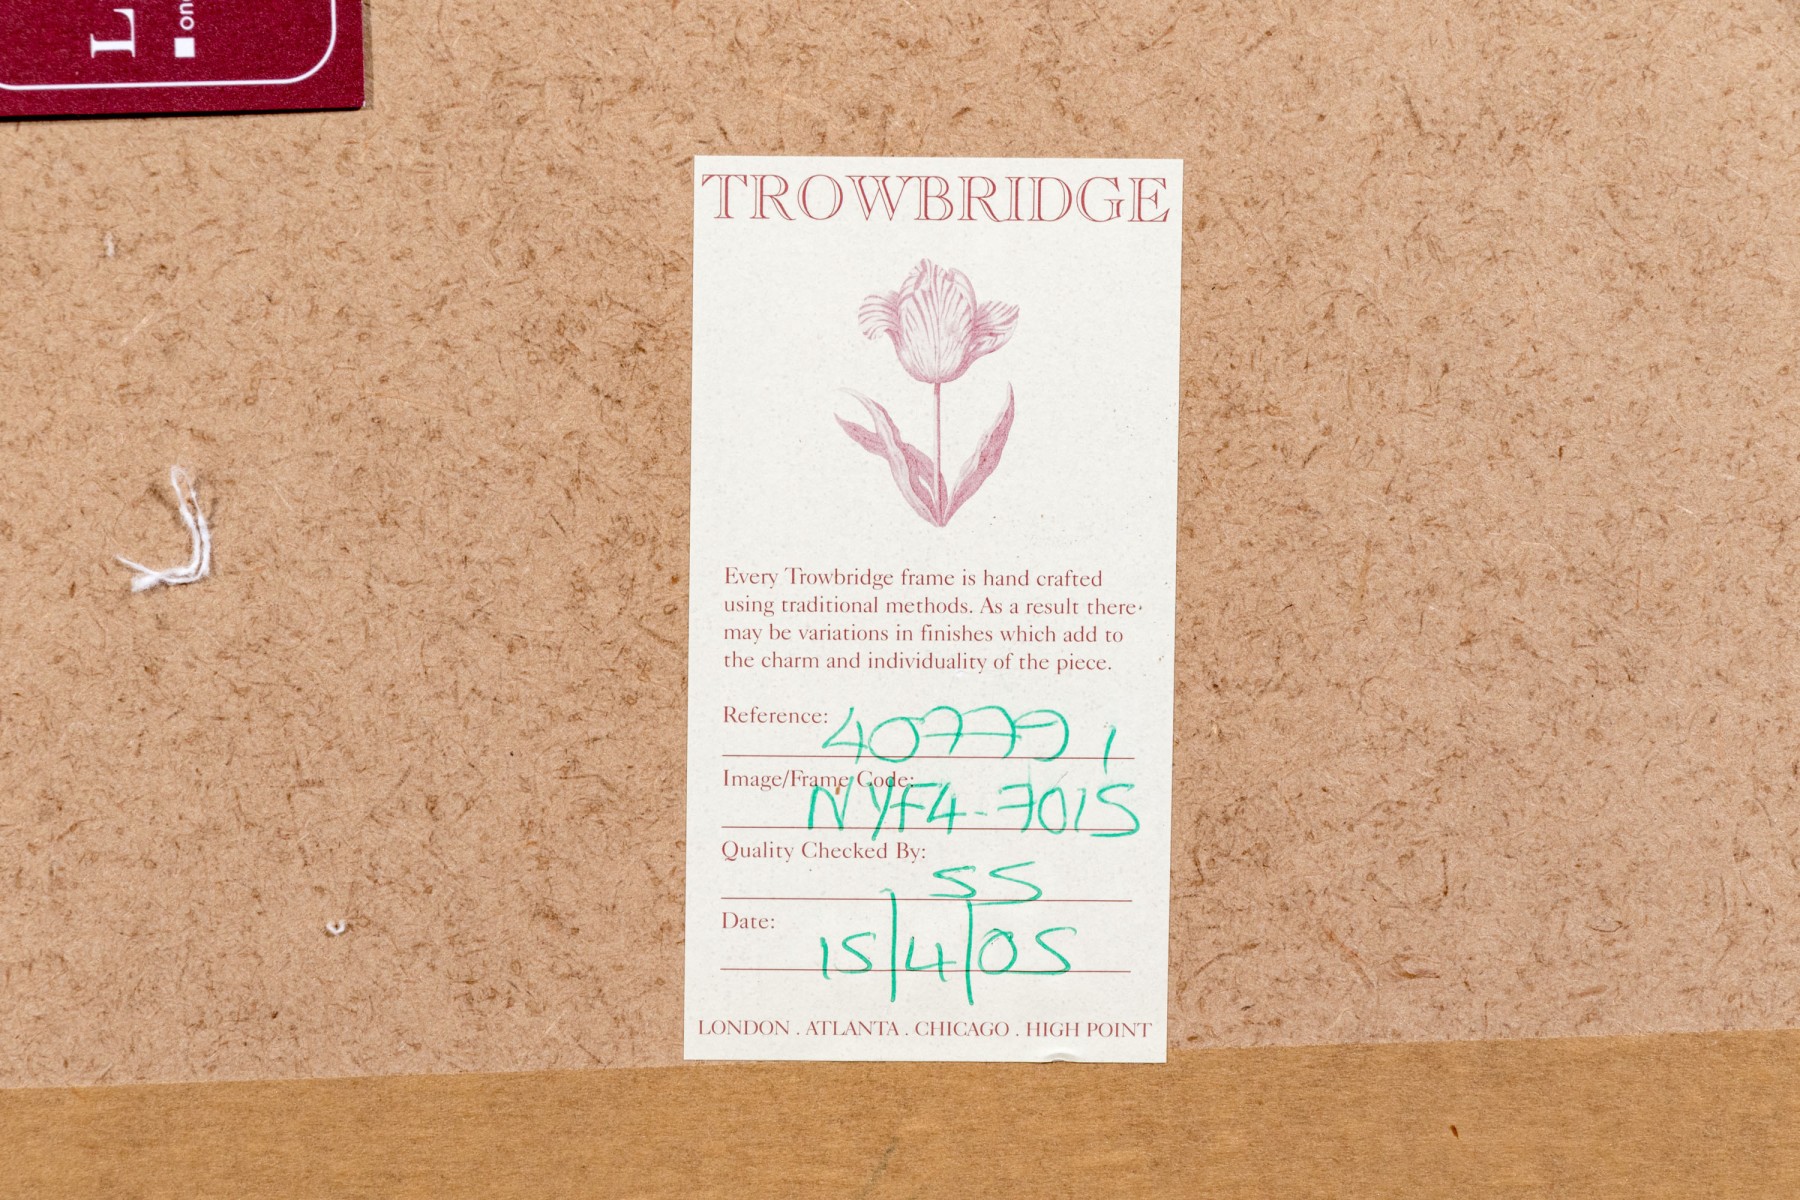 L
on
TROWBRIDGE
Every Trowbridge frame is hand crafted
using traditional methods. As a result there
may be variations in finishes which add to
the charm and individuality of the piece.
Reference: 407771
Image/Frame Code: NYF4-7015
Quality Checked By: SS
Date: 15/4/05
LONDON . ATLANTA . CHICAGO . HIGH POINT